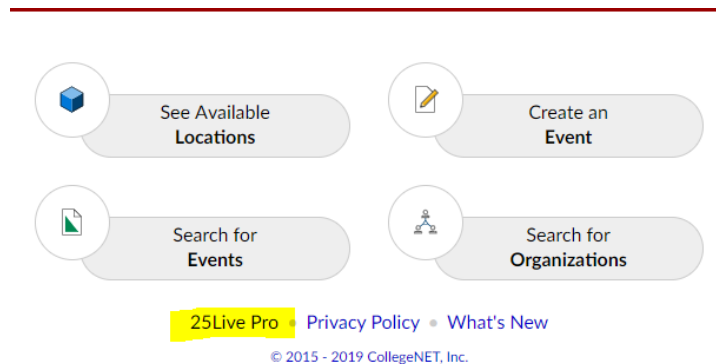 See Available
Locations
Create an
Event
Search for
Events
Search for
Organizations
25Live Pro • Privacy Policy • What's New
© 2015 - 2019 CollegeNET, Inc.